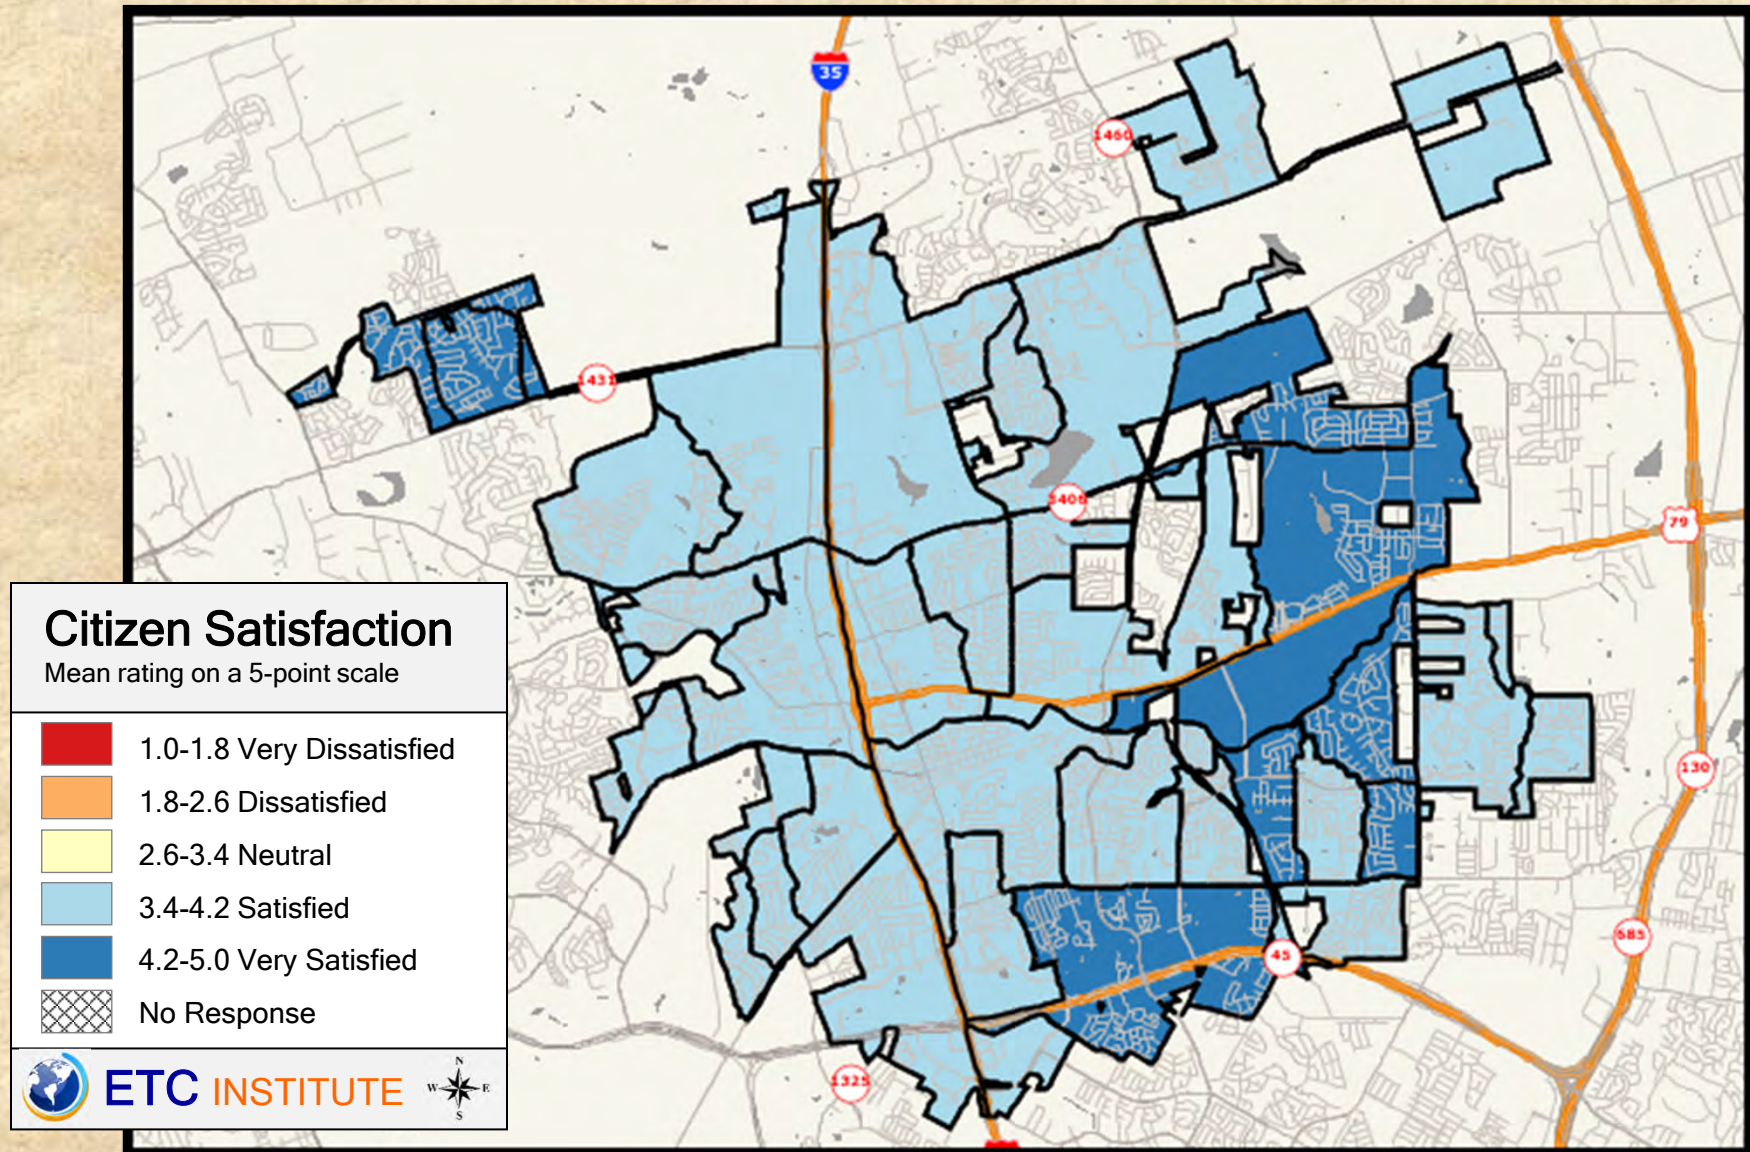 35
1460
1431
3406
79
130
685
45
1325
Citizen Satisfaction
Mean rating on a 5-point scale
1.0-1.8 Very Dissatisfied
1.8-2.6 Dissatisfied
2.6-3.4 Neutral
3.4-4.2 Satisfied
4.2-5.0 Very Satisfied
No Response
ETC INSTITUTE
N
W E
S